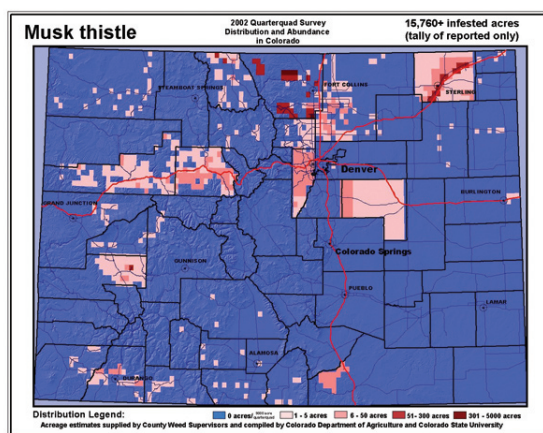 Musk thistle
2002 Quarterquad Survey
Distribution and Abundance
in Colorado
15,760+ infested acres
(tally of reported only)
STEAMBOAT SPRINGS
FORT COLLINS
STERLING
Denver
BURLINGTON
GRAND JUNCTION
Colorado Springs
GUNNISON
PUEBLO
LAMAR
ALAMOSA
DURANGO
Distribution Legend:
0 acres/
1 - 5 acres
6 - 50 acres
51- 300 acres
301 - 5000 acres
Acreage estimates supplied by County Weed Supervisors and compiled by Colorado Department of Agriculture and Colorado State University